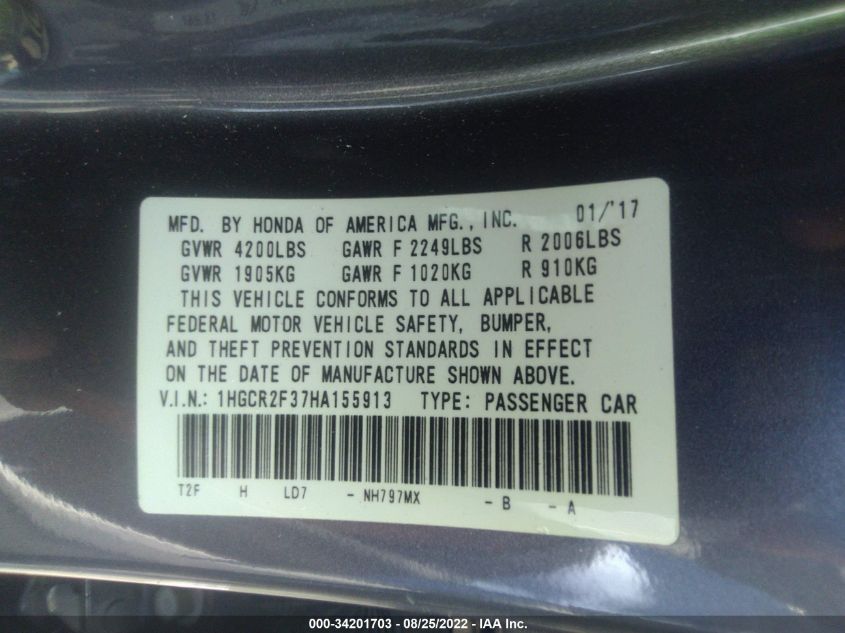 MFD. BY HONDA OF AMERICA MFG., INC. 01/'17
GVWR 4200LBS GAWR F 2249LBS R 2006LBS
GVWR 1905KG GAWR F 1020KG R 910KG
THIS VEHICLE CONFORMS TO ALL APPLICABLE
FEDERAL MOTOR VEHICLE SAFETY, BUMPER,
AND THEFT PREVENTION STANDARDS IN EFFECT
ON THE DATE OF MANUFACTURE SHOWN ABOVE.
V.I.N.: 1HGCR2F37HA155913 TYPE: PASSENGER CAR
T2F H LD7 - NH797MX - B - A
000-34201703 - 08/25/2022 - IAA Inc.